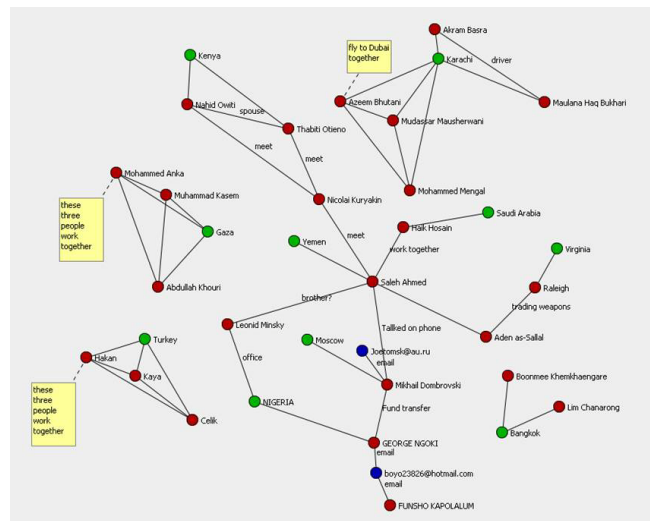 Akram Basra
fly to Dubai
together
Kenya
Karachi
driver
Azeem Bhutani
Maulana Haq Bukhari
Nahid Owiti
spouse
Mudassar Mausherwani
Thabiti Otieno
meet
meet
Mohammed Anka
Mohammed Mengal
Muhammad Kasem
Nicolai Kuryakin
these
three
people
work
together
Saudi Arabia
Haik Hosain
Gaza
meet
Yemen
work together
Virginia
Saleh Ahmed
Abdullah Khouri
Raleigh
brother?
trading weapons
Leonid Minsky
Tallked on phone
Aden as-Sallal
Turkey
Moscow
Joetomsk@au.ru
email
Hakan
office
Kaya
Boonmee Khemkhaengare
Mikhail Dombrovski
these
three
people
work
together
NIGERIA
Fund transfer
Lim Chanarong
Celik
Bangkok
GEORGE NGOKI
email
boyo23826@hotmail.com
email
FUNSHO KAPOLALUM